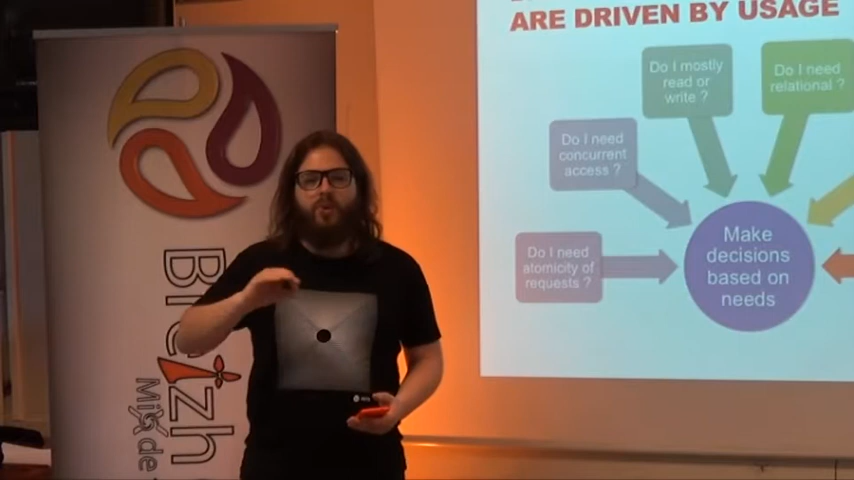 ARE DRIVEN BY USAGE
Do I mostly
read or
write ?
Do I need
relational ?
Do I need
concurrent
access ?
Make
decisions
based on
needs
Do I need
atomicity of
requests ?
BreizH